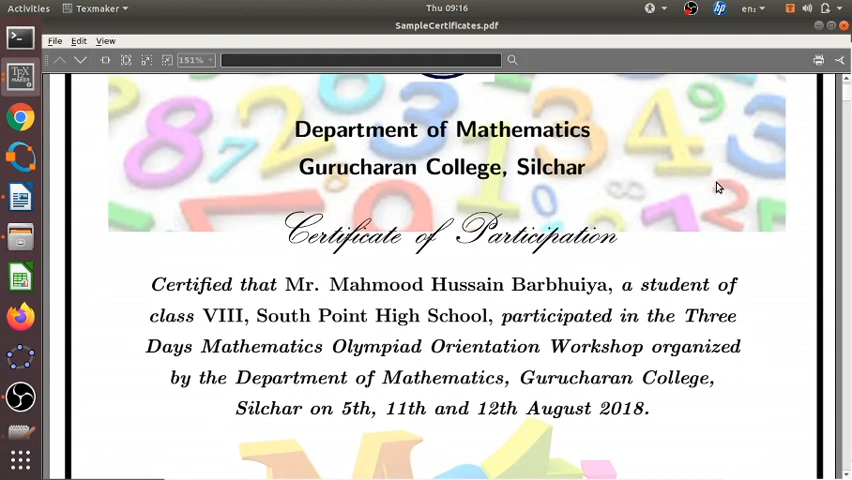 Activities Texmaker Thu 09:16 en₂
SampleCertificates.pdf
File Edit View
151%
Department of Mathematics
Gurucharan College, Silchar
Certificate of Participation
Certified that Mr. Mahmood Hussain Barbhuiya, a student of
class VIII, South Point High School, participated in the Three
Days Mathematics Olympiad Orientation Workshop organized
by the Department of Mathematics, Gurucharan College,
Silchar on 5th, 11th and 12th August 2018.